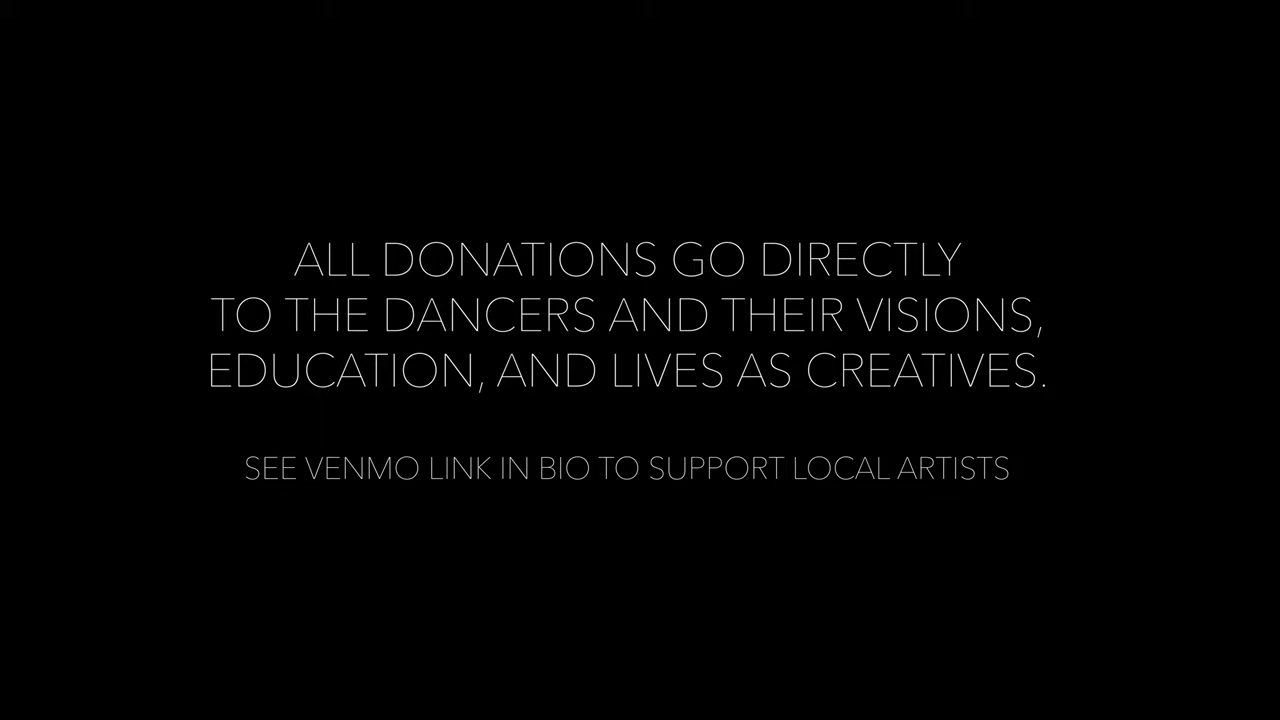 ALL DONATIONS GO DIRECTLY
TO THE DANCERS AND THEIR VISIONS,
EDUCATION, AND LIVES AS CREATIVES.
SEE VENMO LINK IN BIO TO SUPPORT LOCAL ARTISTS